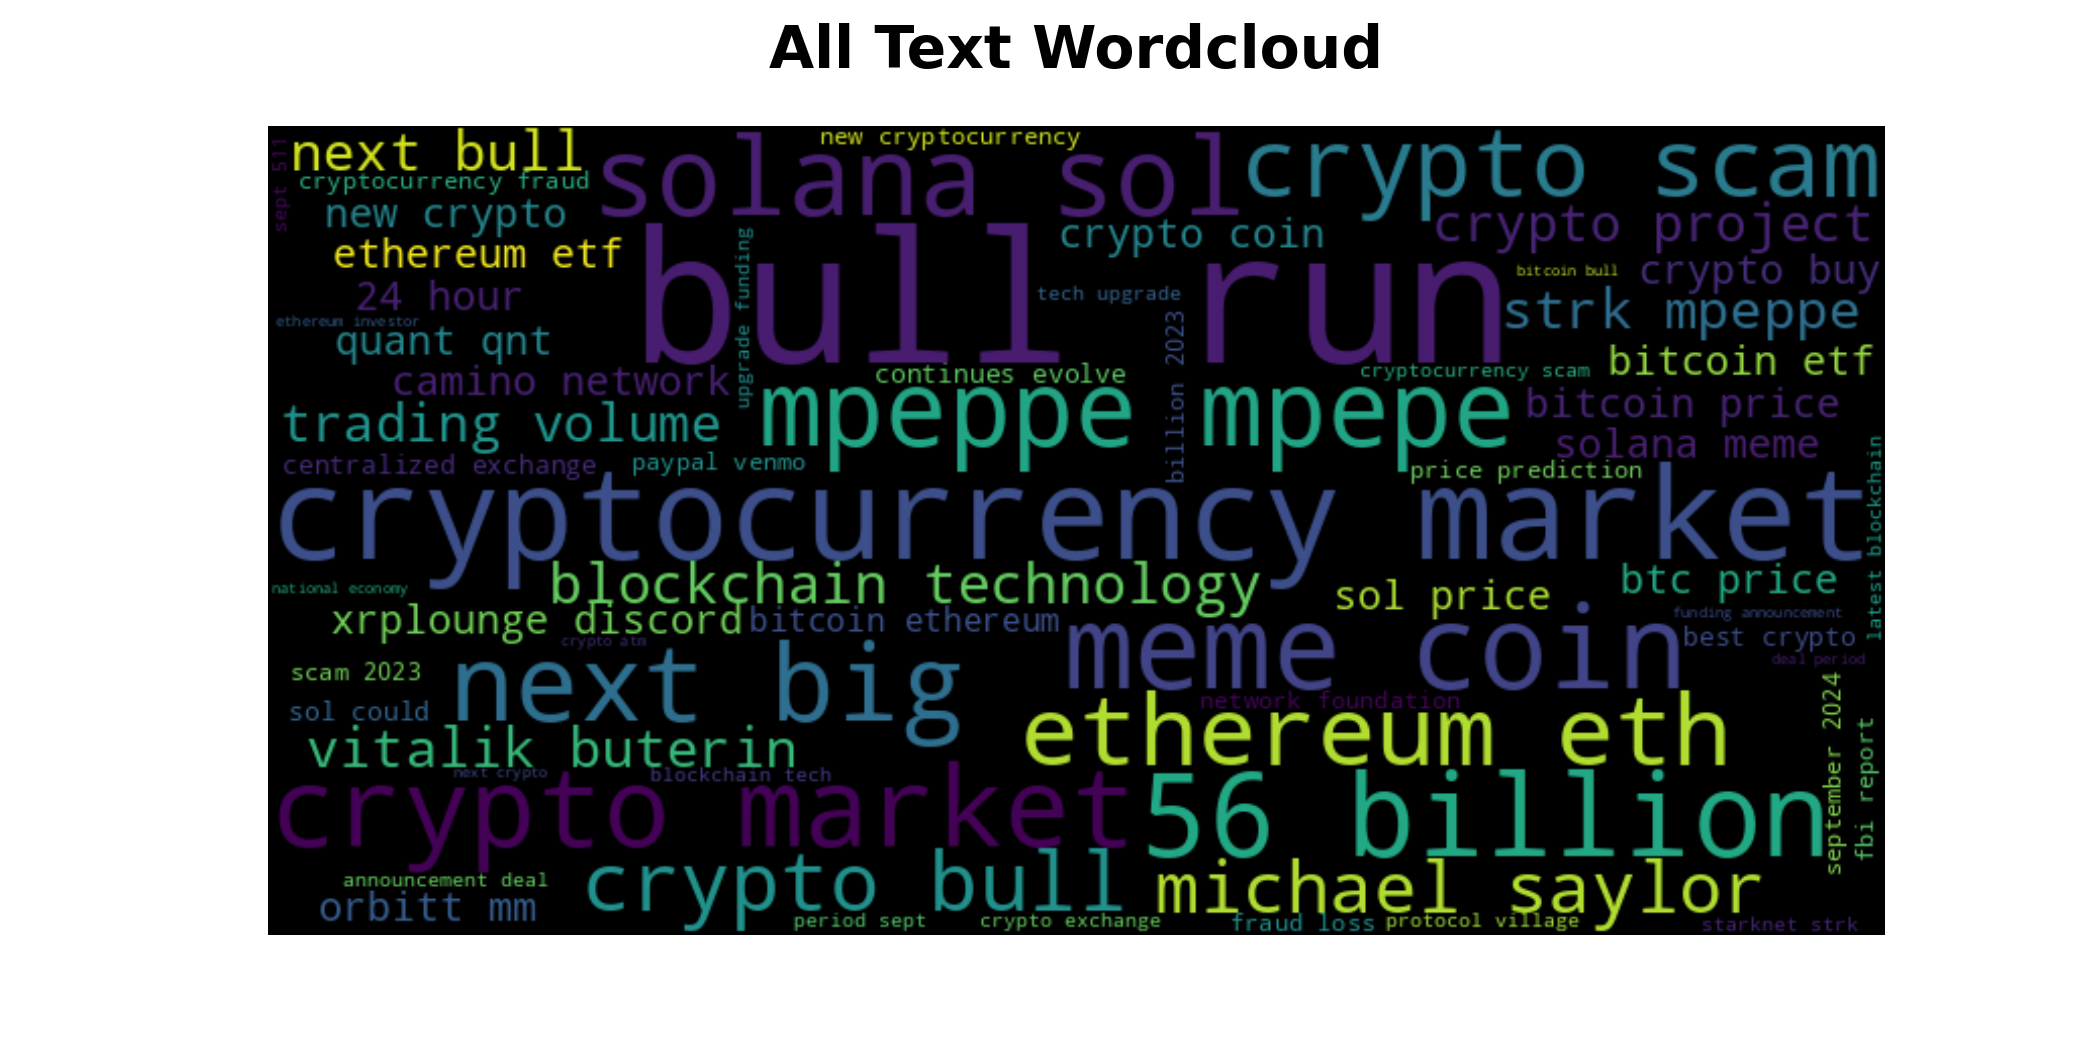 All Text Wordcloud
next bull
solana sol
new cryptocurrency
crypto scam
sept 511
cryptocurrency fraud
new crypto
crypto coin
crypto project
ethereum etf
upgrade funding
bull run
bitcoin bull
crypto buy
24 hour
tech upgrade
strk mpeppe
ethereum investor
quant qnt
billion 2023
bitcoin etf
camino network
continues evolve
cryptocurrency scam
trading volume
mpeppe mpepe
bitcoin price
solana meme
centralized exchange
paypal venmo
price prediction
latest blockchain
cryptocurrency market
national economy
blockchain technology
sol price
btc price
xrplounge discord
bitcoin ethereum
funding announcement
crypto atm
meme coin
best crypto
scam 2023
next big
deal period
sol could
network foundation
september 2024
vitalik buterin
ethereum eth
fbi report
next crypto
blockchain tech
crypto market
56 billion
announcement deal
crypto bull
michael saylor
orbitt mm
period sept
crypto exchange
fraud loss
protocol village
starknet strk